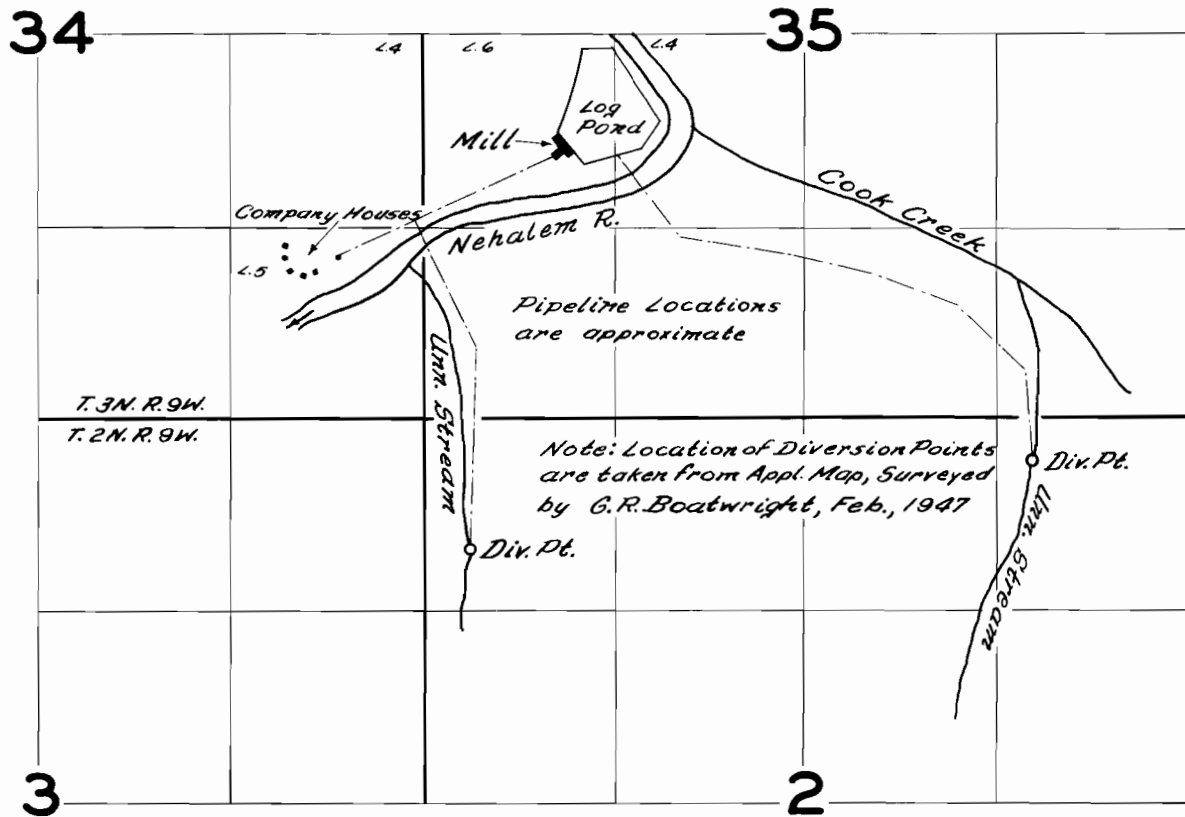 34
35
L.4
L.6
L.4
Log
Pond
Mill
Cook Creek
Company Houses
Nehalem R.
L.5
Pipeline Locations
are approximate
Unn. Stream
T. 3N. R. 9W.
T. 2N. R. 9W.
Note: Location of Diversion Points
are taken from Appl. Map, Surveyed
by G.R. Boatwright, Feb., 1947
Div. Pt.
Div. Pt.
Unn. Stream
3
2